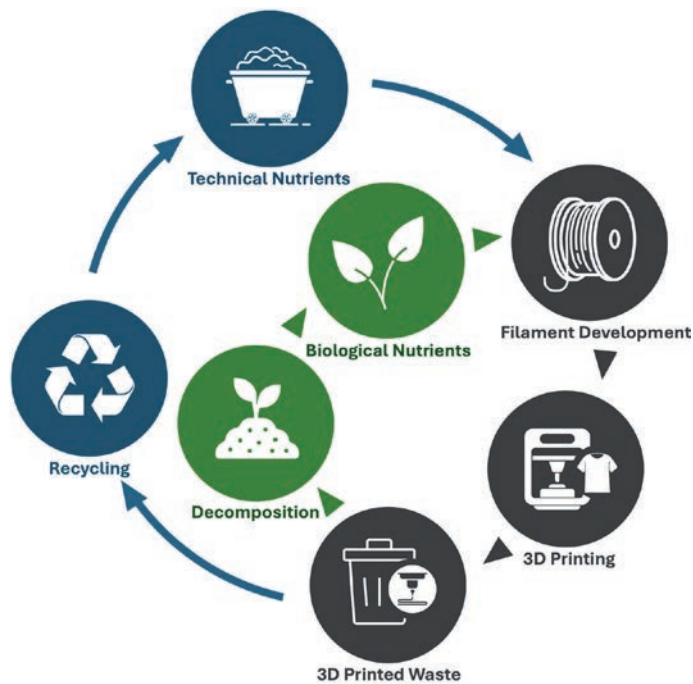 Technical Nutrients
Biological Nutrients
Filament Development
Recycling
Decomposition
3D Printing
3D Printed Waste